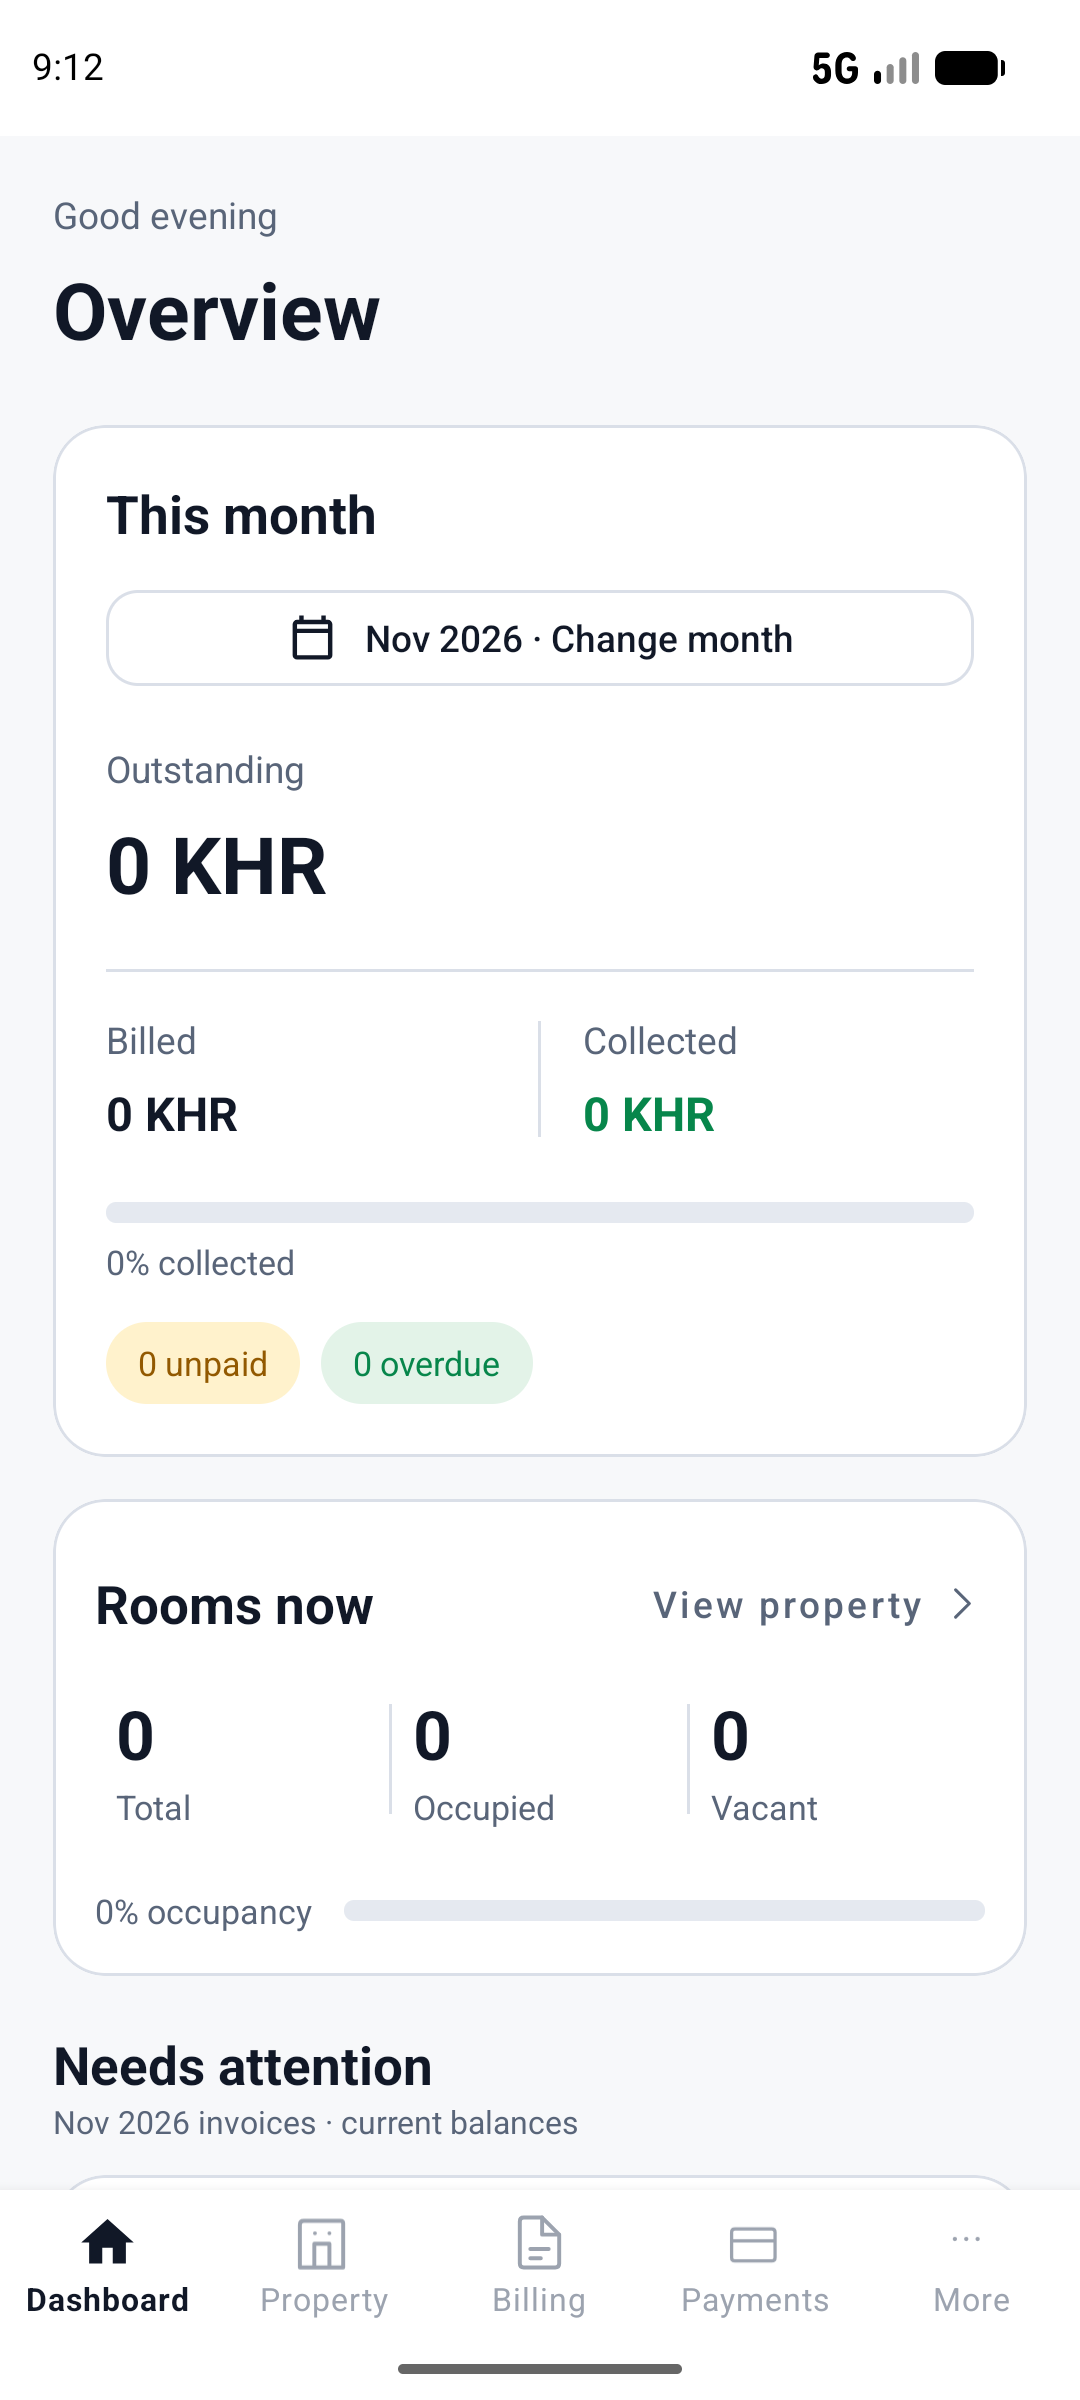 9:12
5G
Good evening
Overview
This month
Nov 2026 · Change month
Outstanding
0 KHR
Billed
Collected
0 KHR
0 KHR
0% collected
0 unpaid
0 overdue
Rooms now
View property
0
0
0
Total
Occupied
Vacant
0% occupancy
Needs attention
Nov 2026 invoices · current balances
Dashboard
Property
Billing
Payments
More